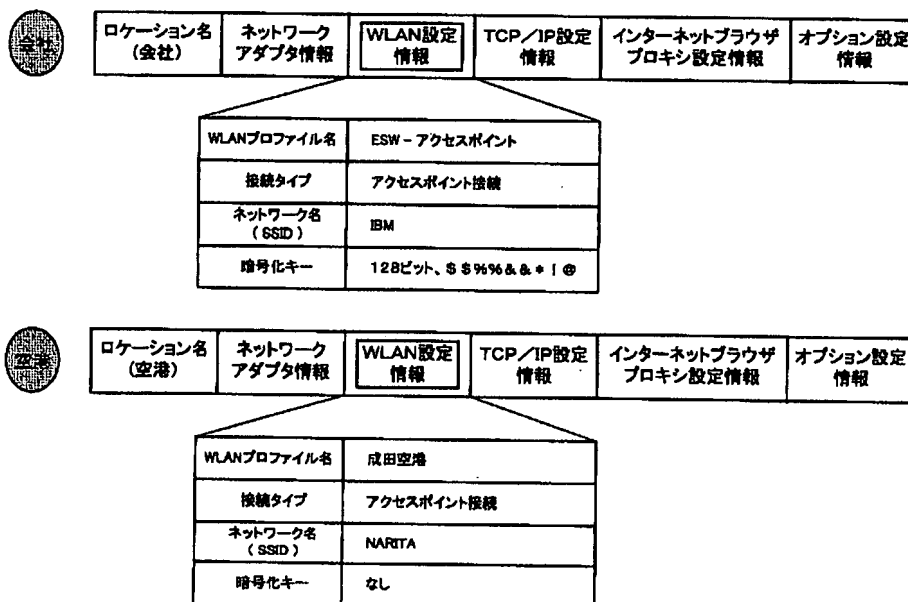 会社
ロケーション名
(会社)
ネットワーク
アダプタ情報
WLAN設定
情報
TCP/IP設定
情報
インターネットブラウザ
プロキシ設定情報
オプション設定
情報
WLANプロファイル名
ESW-アクセスポイント
接続タイプ
アクセスポイント接続
ネットワーク名
(SSID)
IBM
暗号化キー
128ビット、$$%%&&*!@
空港
ロケーション名
(空港)
ネットワーク
アダプタ情報
WLAN設定
情報
TCP/IP設定
情報
インターネットブラウザ
プロキシ設定情報
オプション設定
情報
WLANプロファイル名
成田空港
接続タイプ
アクセスポイント接続
ネットワーク名
(SSID)
NARITA
暗号化キー
なし